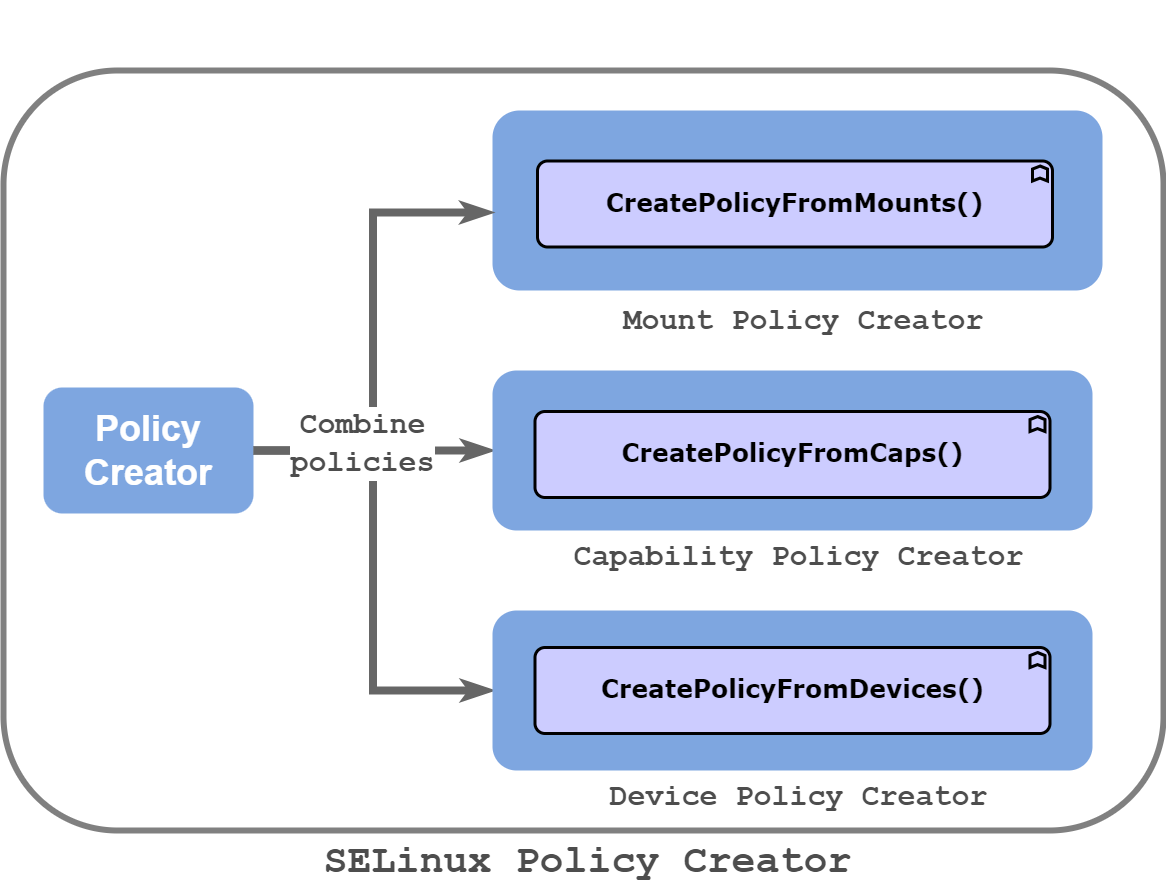 CreatePolicyFromMounts()
Mount Policy Creator
Policy
Creator
Combine
policies
CreatePolicyFromCaps()
Capability Policy Creator
CreatePolicyFromDevices()
Device Policy Creator
SELinux Policy Creator